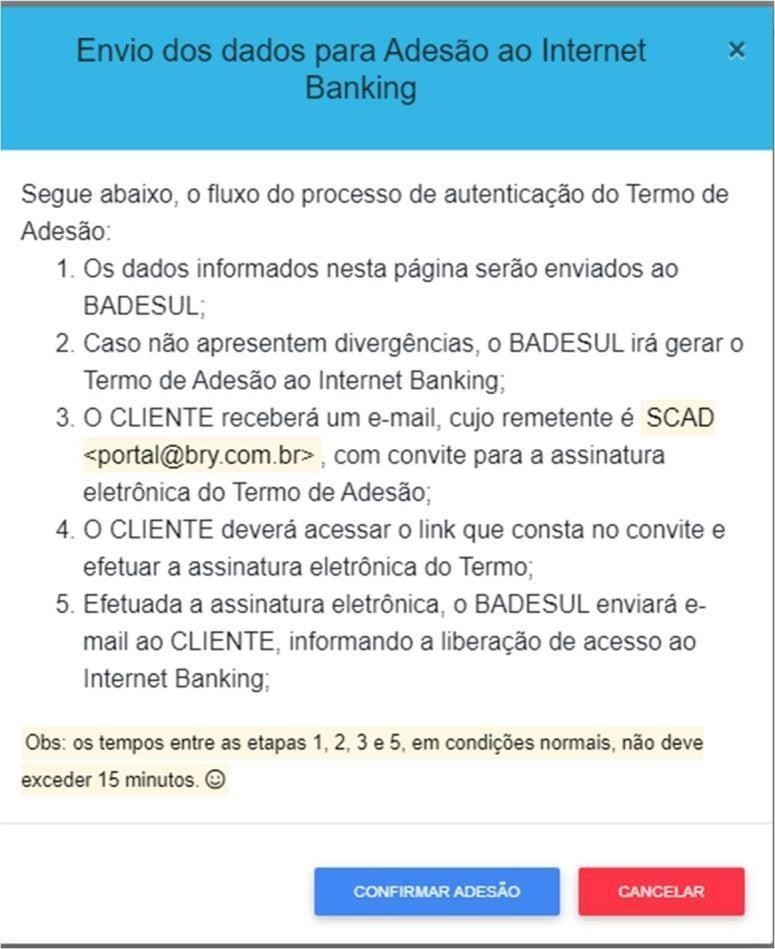 Envio dos dados para Adesão ao Internet
Banking
×
Segue abaixo, o fluxo do processo de autenticação do Termo de
Adesão:
1. Os dados informados nesta página serão enviados ao
BADESUL;
2. Caso não apresentem divergências, o BADESUL irá gerar o
Termo de Adesão ao Internet Banking;
3. O CLIENTE receberá um e-mail, cujo remetente é SCAD
<portal@bry.com.br> , com convite para a assinatura
eletrônica do Termo de Adesão;
4. O CLIENTE deverá acessar o link que consta no convite e
efetuar a assinatura eletrônica do Termo;
5. Efetuada a assinatura eletrônica, o BADESUL enviará e-
mail ao CLIENTE, informando a liberação de acesso ao
Internet Banking;
Obs: os tempos entre as etapas 1, 2, 3 e 5, em condições normais, não deve
exceder 15 minutos. ☺
CONFIRMAR ADESÃO
CANCELAR